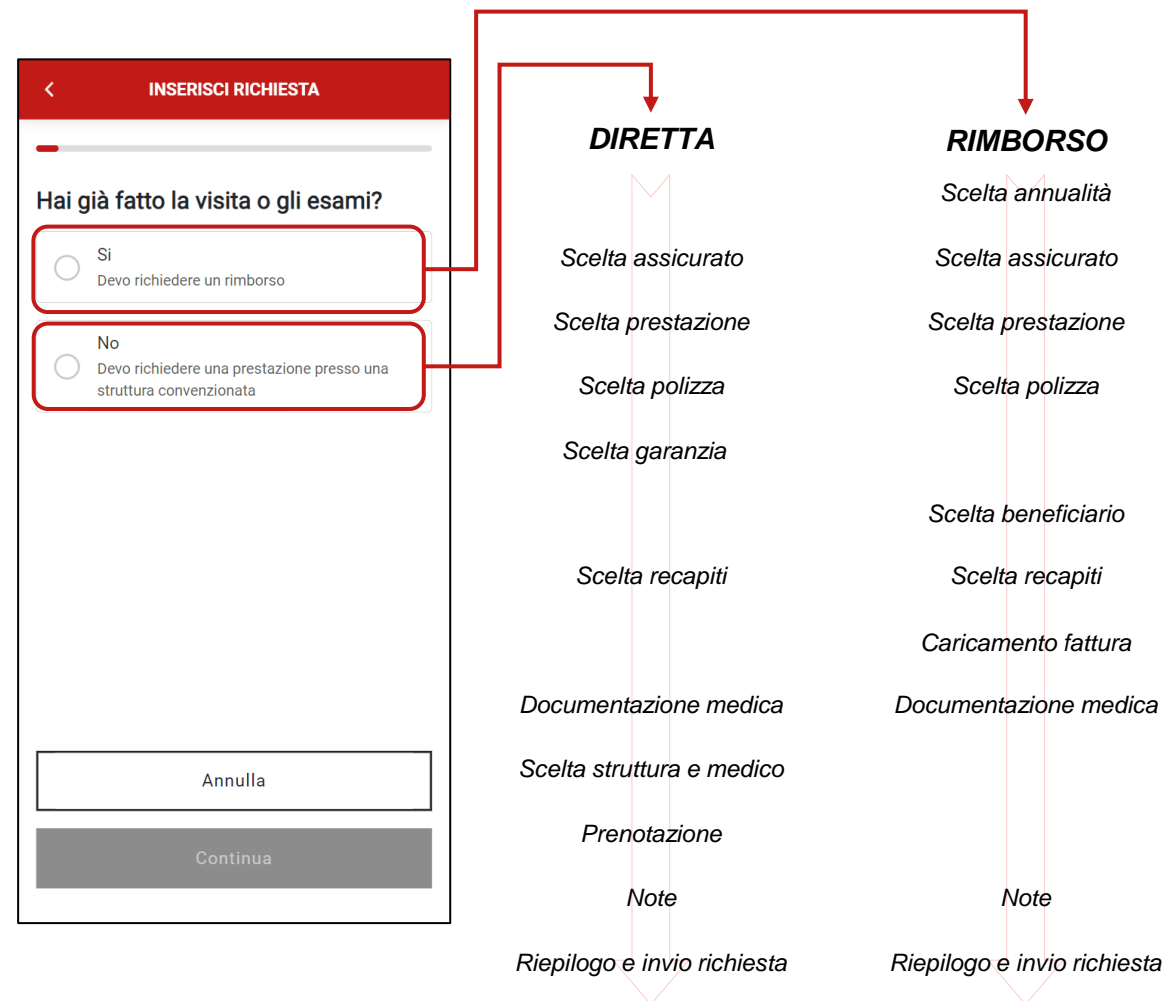 INSERISCI RICHIESTA
Hai già fatto la visita o gli esami?
Si
Devo richiedere un rimborso
No
Devo richiedere una prestazione presso una
struttura convenzionata
Annulla
Continua
DIRETTA
Scelta assicurato
Scelta prestazione
Scelta polizza
Scelta garanzia
Scelta recapiti
Documentazione medica
Scelta struttura e medico
Prenotazione
Note
Riepilogo e invio richiesta
RIMBORSO
Scelta annualità
Scelta assicurato
Scelta prestazione
Scelta polizza
Scelta beneficiario
Scelta recapiti
Caricamento fattura
Documentazione medica
Note
Riepilogo e invio richiesta